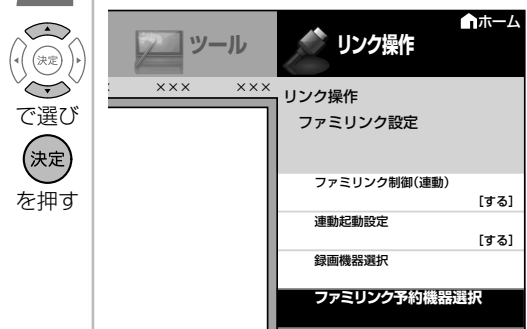 決定
で選び
決定
を押す
ツール
リンク操作
ホーム
××× ×××
リンク操作
ファミリンク設定
ファミリンク制御(連動)
[する]
連動起動設定
[する]
録画機器選択
ファミリンク予約機器選択